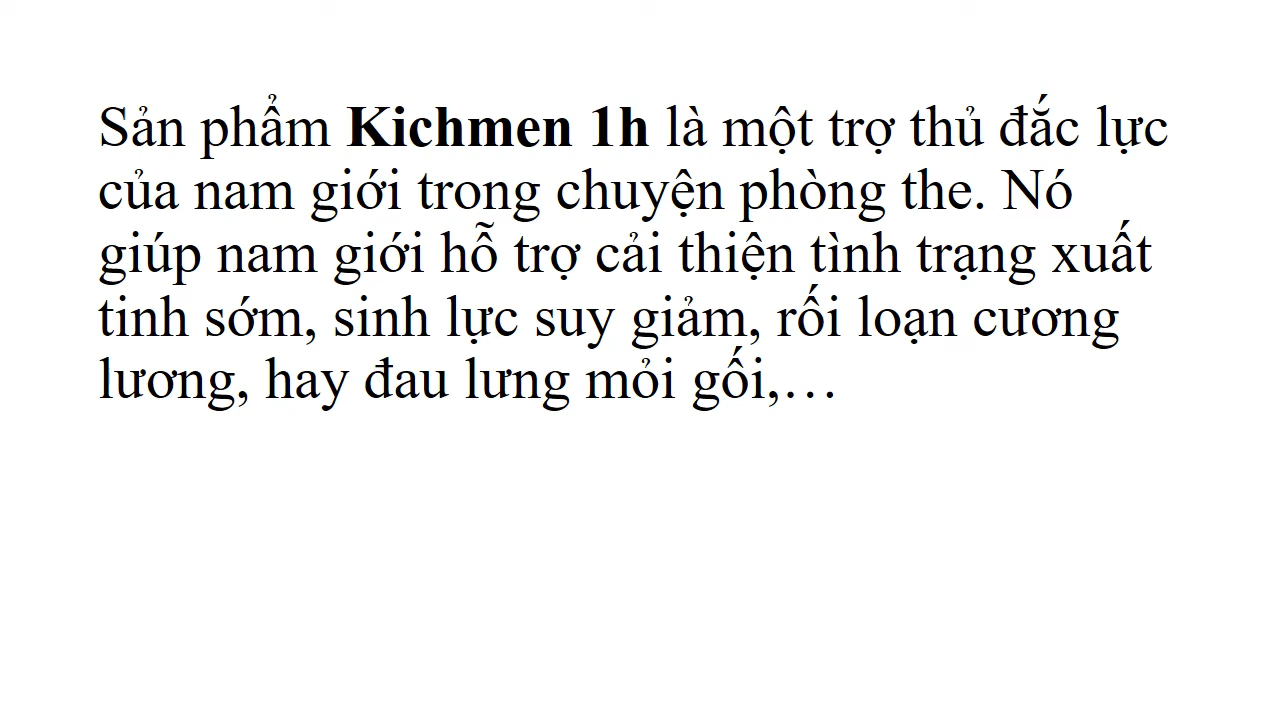 Sản phẩm Kichmen 1h là một trợ thủ đắc lực
của nam giới trong chuyện phòng the. Nó
giúp nam giới hỗ trợ cải thiện tình trạng xuất
tinh sớm, sinh lực suy giảm, rối loạn cương
lương, hay đau lưng mỏi gối,…